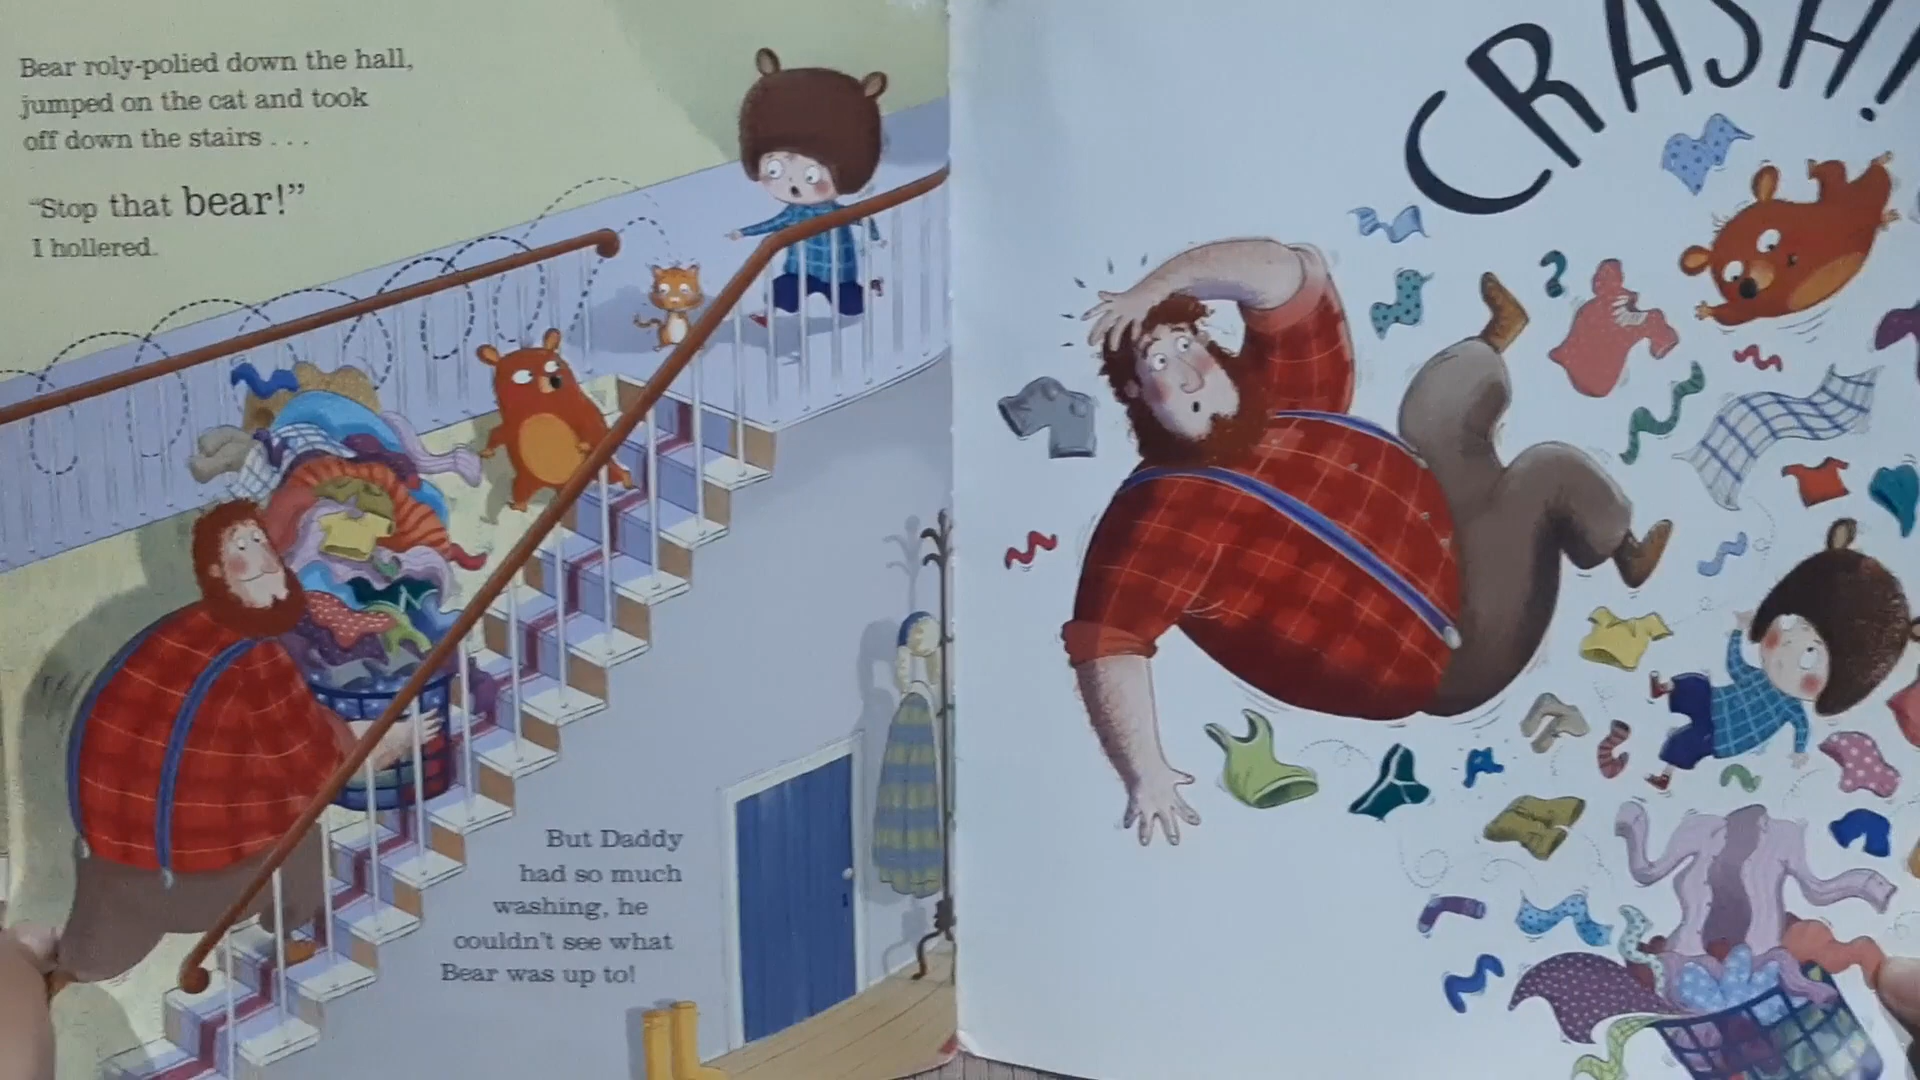 Bear roly-polied down the hall,
jumped on the cat and took
off down the stairs . . .
“Stop that bear!”
I hollered.
But Daddy
had so much
washing, he
couldn't see what
Bear was up to!
CRASH!